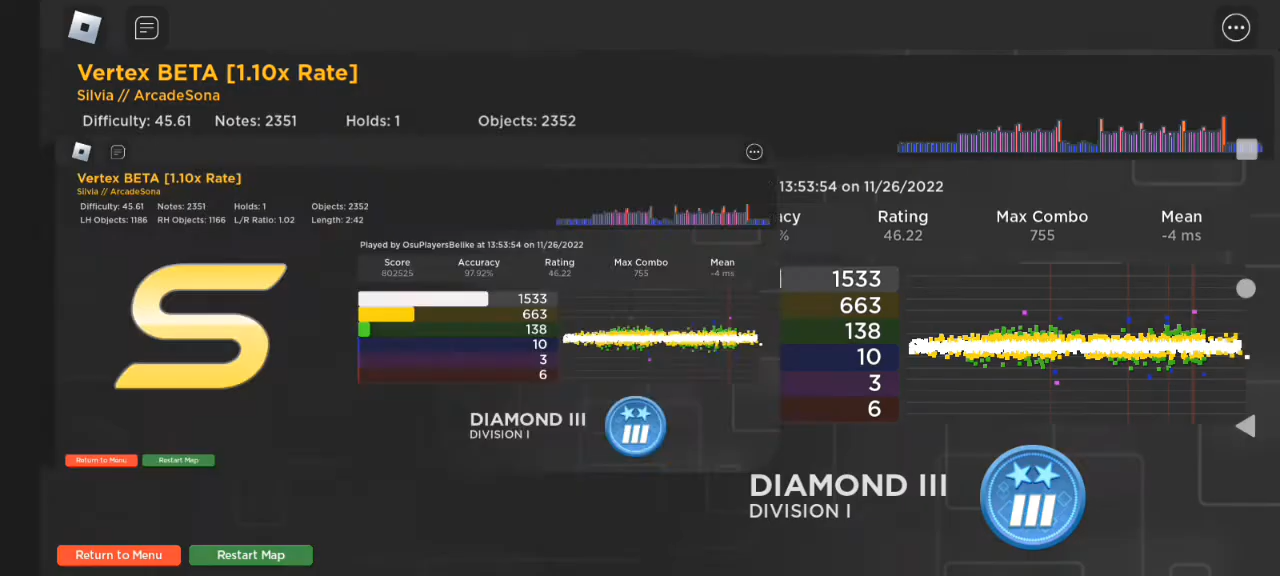 Vertex BETA [1.10x Rate]
Silvia // ArcadeSona
Difficulty: 45.61 Notes: 2351 Holds: 1 Objects: 2352
Vertex BETA [1.10x Rate]
Silvia // ArcadeSona
Difficulty: 45.61 Notes: 2351 Holds: 1 Objects: 2352
LH Objects: 1186 RH Objects: 1166 L/R Ratio: 1.02 Length: 2:42
Played by OsuPlayersBelike at 13:53:54 on 11/26/2022
Score Accuracy Rating Max Combo Mean
802525 97.92% 46.22 755 -4 ms
1533
663
138
10
3
6
S
DIAMOND III
DIVISION I
III
Return to Menu Restart Map
13:53:54 on 11/26/2022
cy Rating Max Combo Mean
% 46.22 755 -4 ms
1533
663
138
10
3
6
DIAMOND III
DIVISION I
III
Return to Menu Restart Map